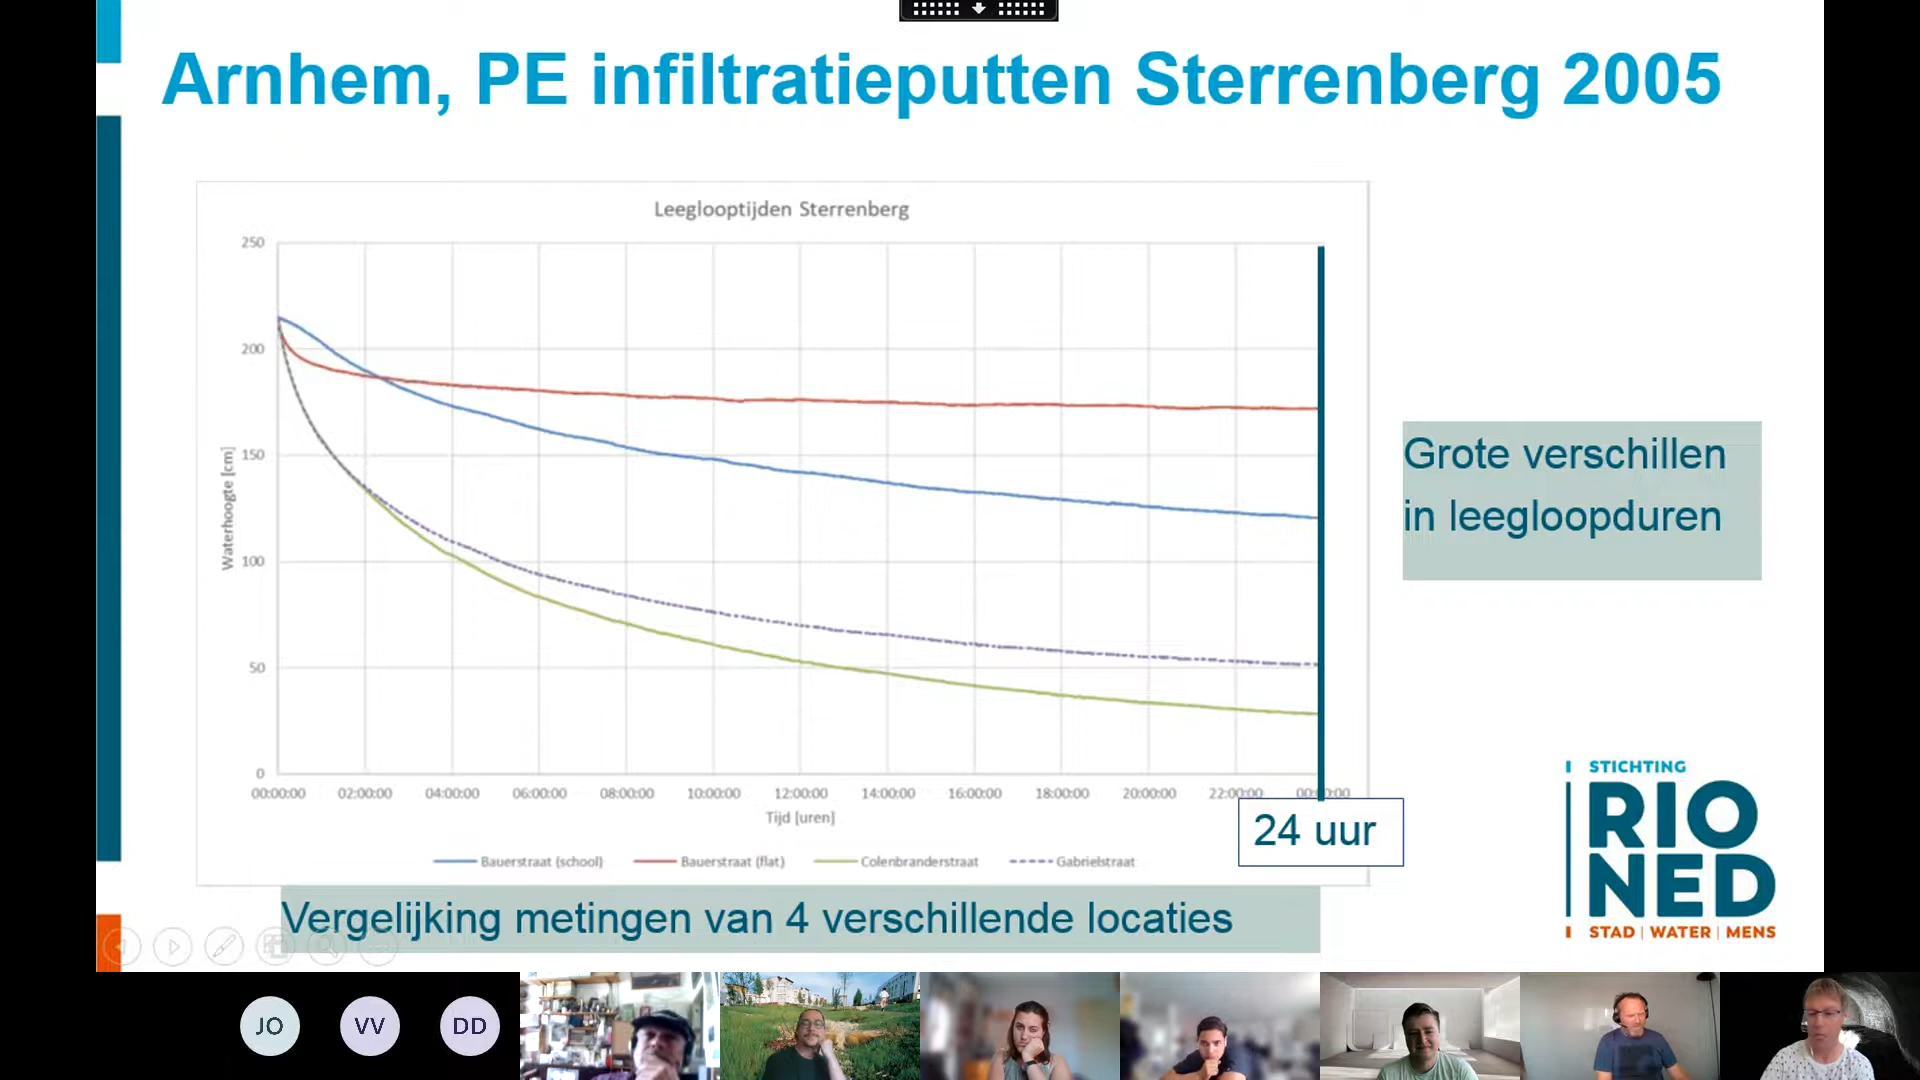 Arnhem, PE infiltratieputten Sterrenberg 2005
Leeglooptijden Sterrenberg
250
200
150
100
50
0
Waterhoogte [cm]
00:00:00 02:00:00 04:00:00 06:00:00 08:00:00 10:00:00 12:00:00 14:00:00 16:00:00 18:00:00 20:00:00 22:00:00
Tijd [uren]
24 uur
Bauerstraat (school) Bauerstraat (flat) Colenbranderstraat Gabrielstraat
Grote verschillen
in leegloopduren
Vergelijking metingen van 4 verschillende locaties
STICHTING
RIO
NED
STAD | WATER | MENS
JO VV DD